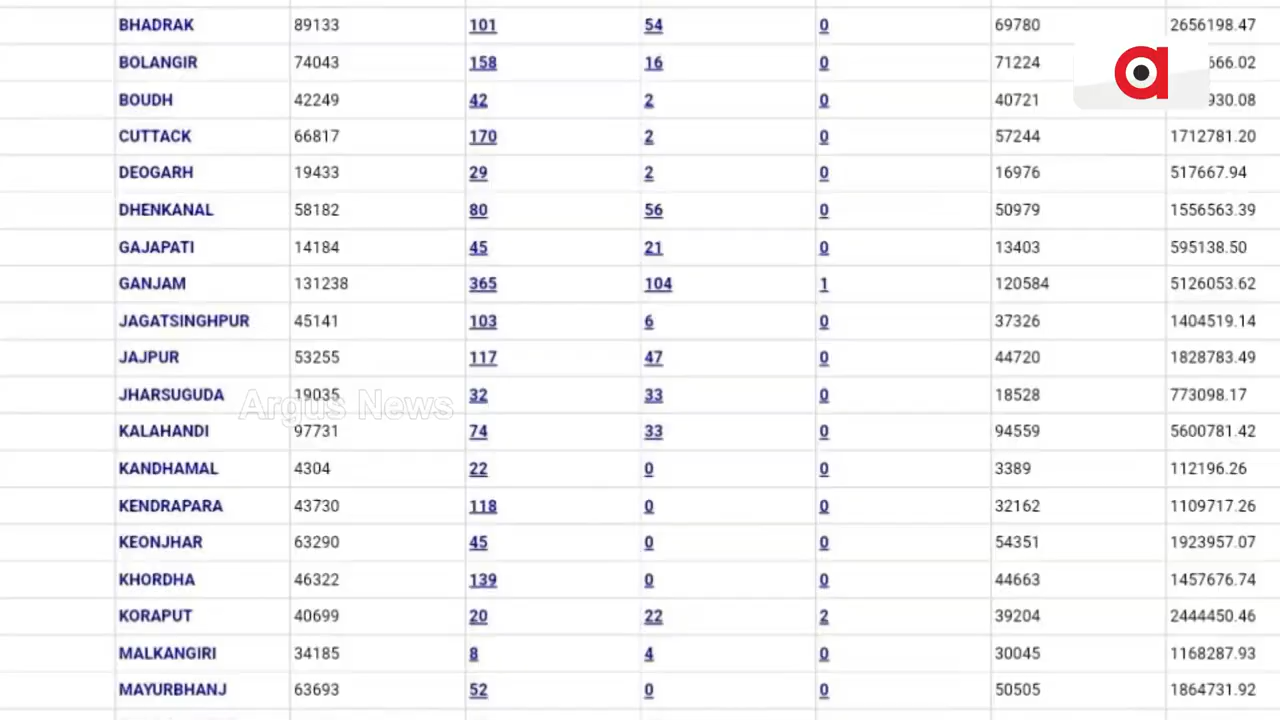 BHADRAK 89133 101 54 0 69780 2656198.47
BOLANGIR 74043 158 16 0 71224 666.02
BOUDH 42249 42 2 0 40721 930.08
CUTTACK 66817 170 2 0 57244 1712781.20
DEOGARH 19433 29 2 0 16976 517667.94
DHENKANAL 58182 80 56 0 50979 1556563.39
GAJAPATI 14184 45 21 0 13403 595138.50
GANJAM 131238 365 104 1 120584 5126053.62
JAGATSINGHPUR 45141 103 6 0 37326 1404519.14
JAJPUR 53255 117 47 0 44720 1828783.49
JHARSUGUDA 19035 32 33 0 18528 773098.17
Argus News
KALAHANDI 97731 74 33 0 94559 5600781.42
KANDHAMAL 4304 22 0 0 3389 112196.26
KENDRAPARA 43730 118 0 0 32162 1109717.26
KEONJHAR 63290 45 0 0 54351 1923957.07
KHORDHA 46322 139 0 0 44663 1457676.74
KORAPUT 40699 20 22 2 39204 2444450.46
MALKANGIRI 34185 8 4 0 30045 1168287.93
MAYURBHANJ 63693 52 0 0 50505 1864731.92